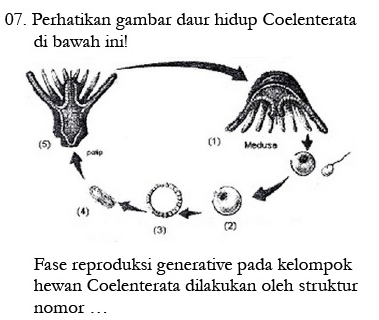 07. Perhatikan gambar daur hidup Coelenterata
di bawah ini!
(5)
polip
(1)
Medusa
(4)
(3)
(2)
Fase reproduksi generative pada kelompok
hewan Coelenterata dilakukan oleh struktur
nomor …